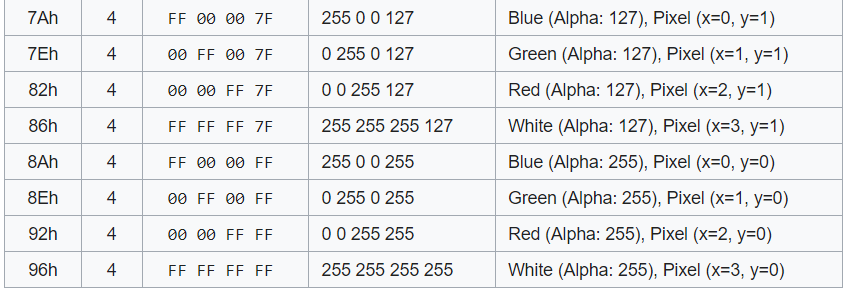 7Ah 4 FF 00 00 7F 255 0 0 127 Blue (Alpha: 127), Pixel (x=0, y=1)
7Eh 4 00 FF 00 7F 0 255 0 127 Green (Alpha: 127), Pixel (x=1, y=1)
82h 4 00 00 FF 7F 0 0 255 127 Red (Alpha: 127), Pixel (x=2, y=1)
86h 4 FF FF FF 7F 255 255 255 127 White (Alpha: 127), Pixel (x=3, y=1)
8Ah 4 FF 00 00 FF 255 0 0 255 Blue (Alpha: 255), Pixel (x=0, y=0)
8Eh 4 00 FF 00 FF 0 255 0 255 Green (Alpha: 255), Pixel (x=1, y=0)
92h 4 00 00 FF FF 0 0 255 255 Red (Alpha: 255), Pixel (x=2, y=0)
96h 4 FF FF FF FF 255 255 255 255 White (Alpha: 255), Pixel (x=3, y=0)